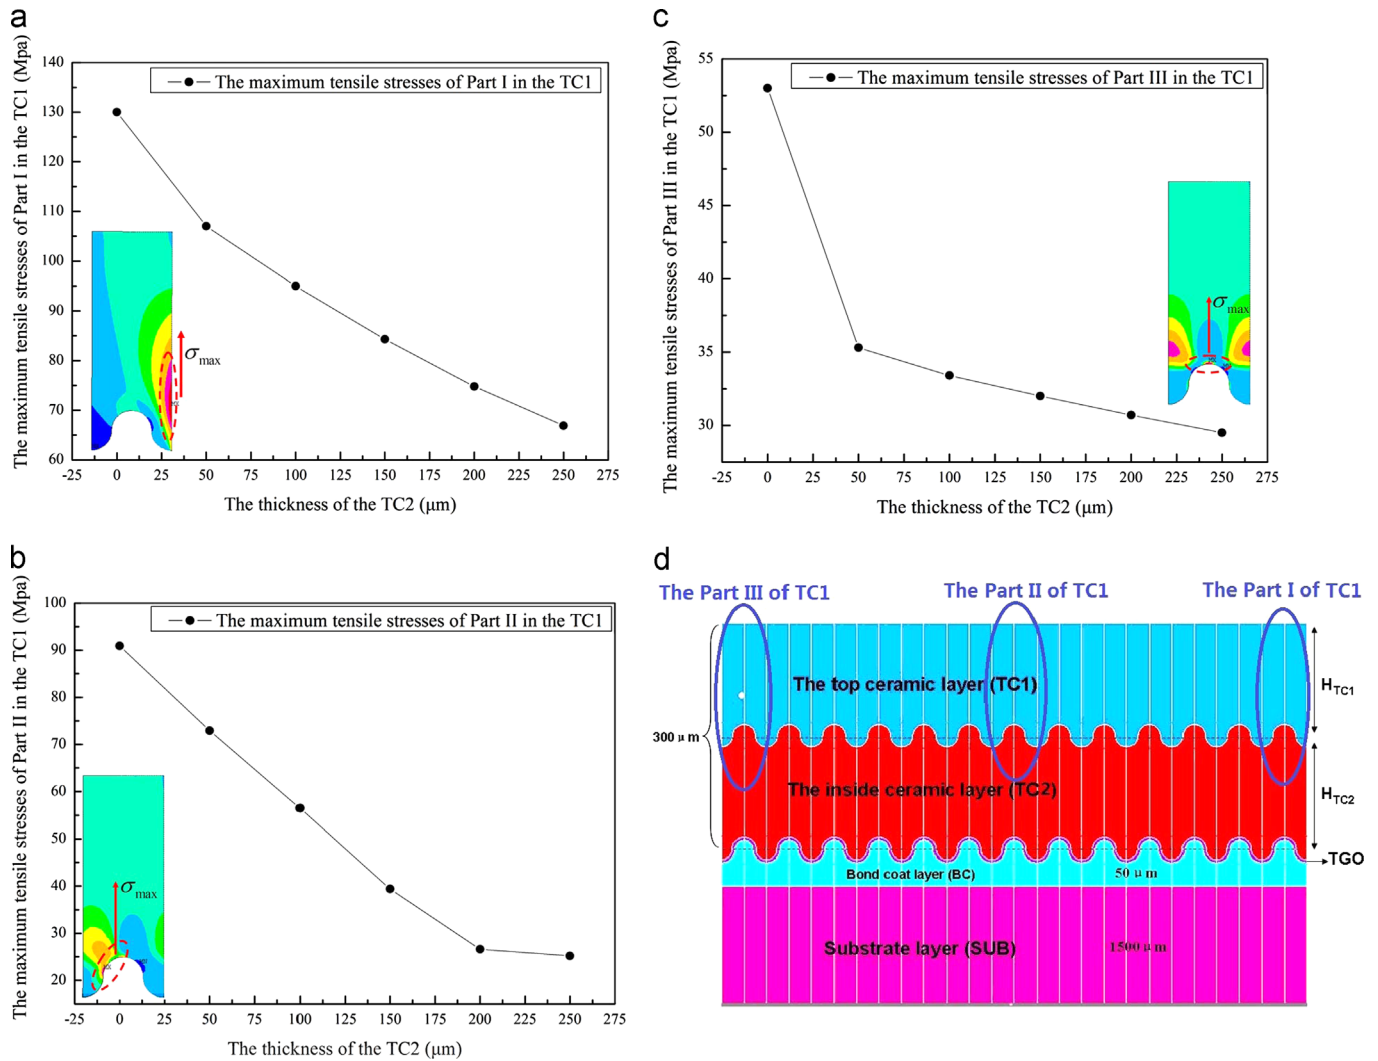 a
The maximum tensile stresses of Part I in the TC1 (Mpa)
140
130
120
110
100
90
80
70
60
The maximum tensile stresses of Part I in the TC1
σmax
-25 0 25 50 75 100 125 150 175 200 225 250 275
The thickness of the TC2 (μm)
b
The maximum tensile stresses of Part II in the TC1 (Mpa)
100
90
80
70
60
50
40
30
20
The maximum tensile stresses of Part II in the TC1
σmax
-25 0 25 50 75 100 125 150 175 200 225 250 275
The thickness of the TC2 (μm)
c
The maximum tensile stresses of Part III in the TC1 (Mpa)
55
50
45
40
35
30
The maximum tensile stresses of Part III in the TC1
σmax
-25 0 25 50 75 100 125 150 175 200 225 250 275
The thickness of the TC2 (μm)
d
The Part III of TC1 The Part II of TC1 The Part I of TC1
The top ceramic layer (TC1)
HTC1
300 μm
The inside ceramic layer (TC2)
HTC2
TGO
Bond coat layer (BC) 50 μm
Substrate layer (SUB) 1500 μm